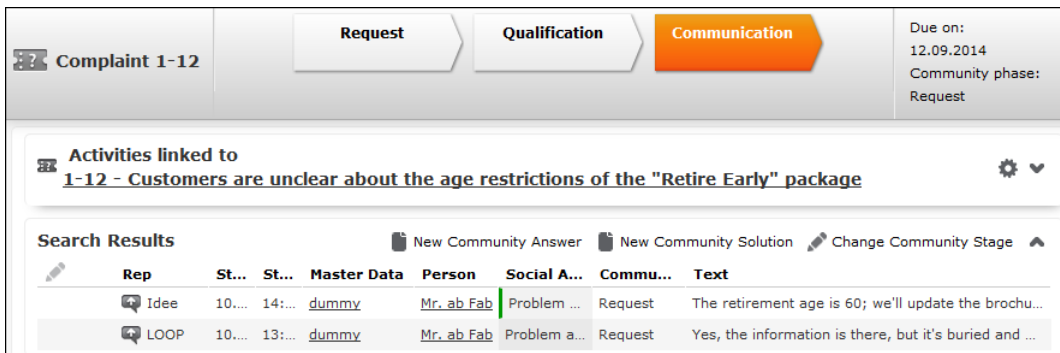 Complaint 1-12
Request
Qualification
Communication
Due on:
12.09.2014
Community phase:
Request
Activities linked to
1-12 - Customers are unclear about the age restrictions of the "Retire Early" package
Search Results New Community Answer New Community Solution Change Community Stage
Rep St... St... Master Data Person Social A... Commu... Text
Idee 10.... 14:... dummy Mr. ab Fab Problem ... Request The retirement age is 60; we'll update the brochu...
LOOP 10.... 13:... dummy Mr. ab Fab Problem a... Request Yes, the information is there, but it's buried and ...